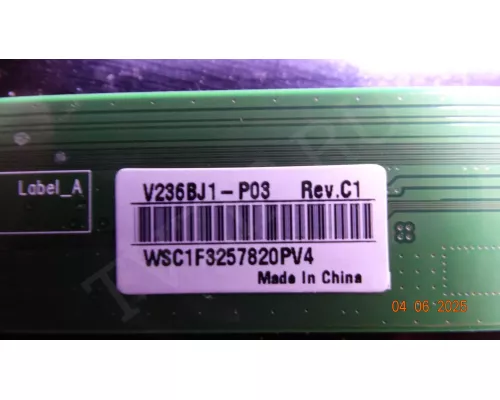 Label_A
V236BJ1-P03 Rev.C1
WSC1F3257820PV4
Made In China
04 06 2025